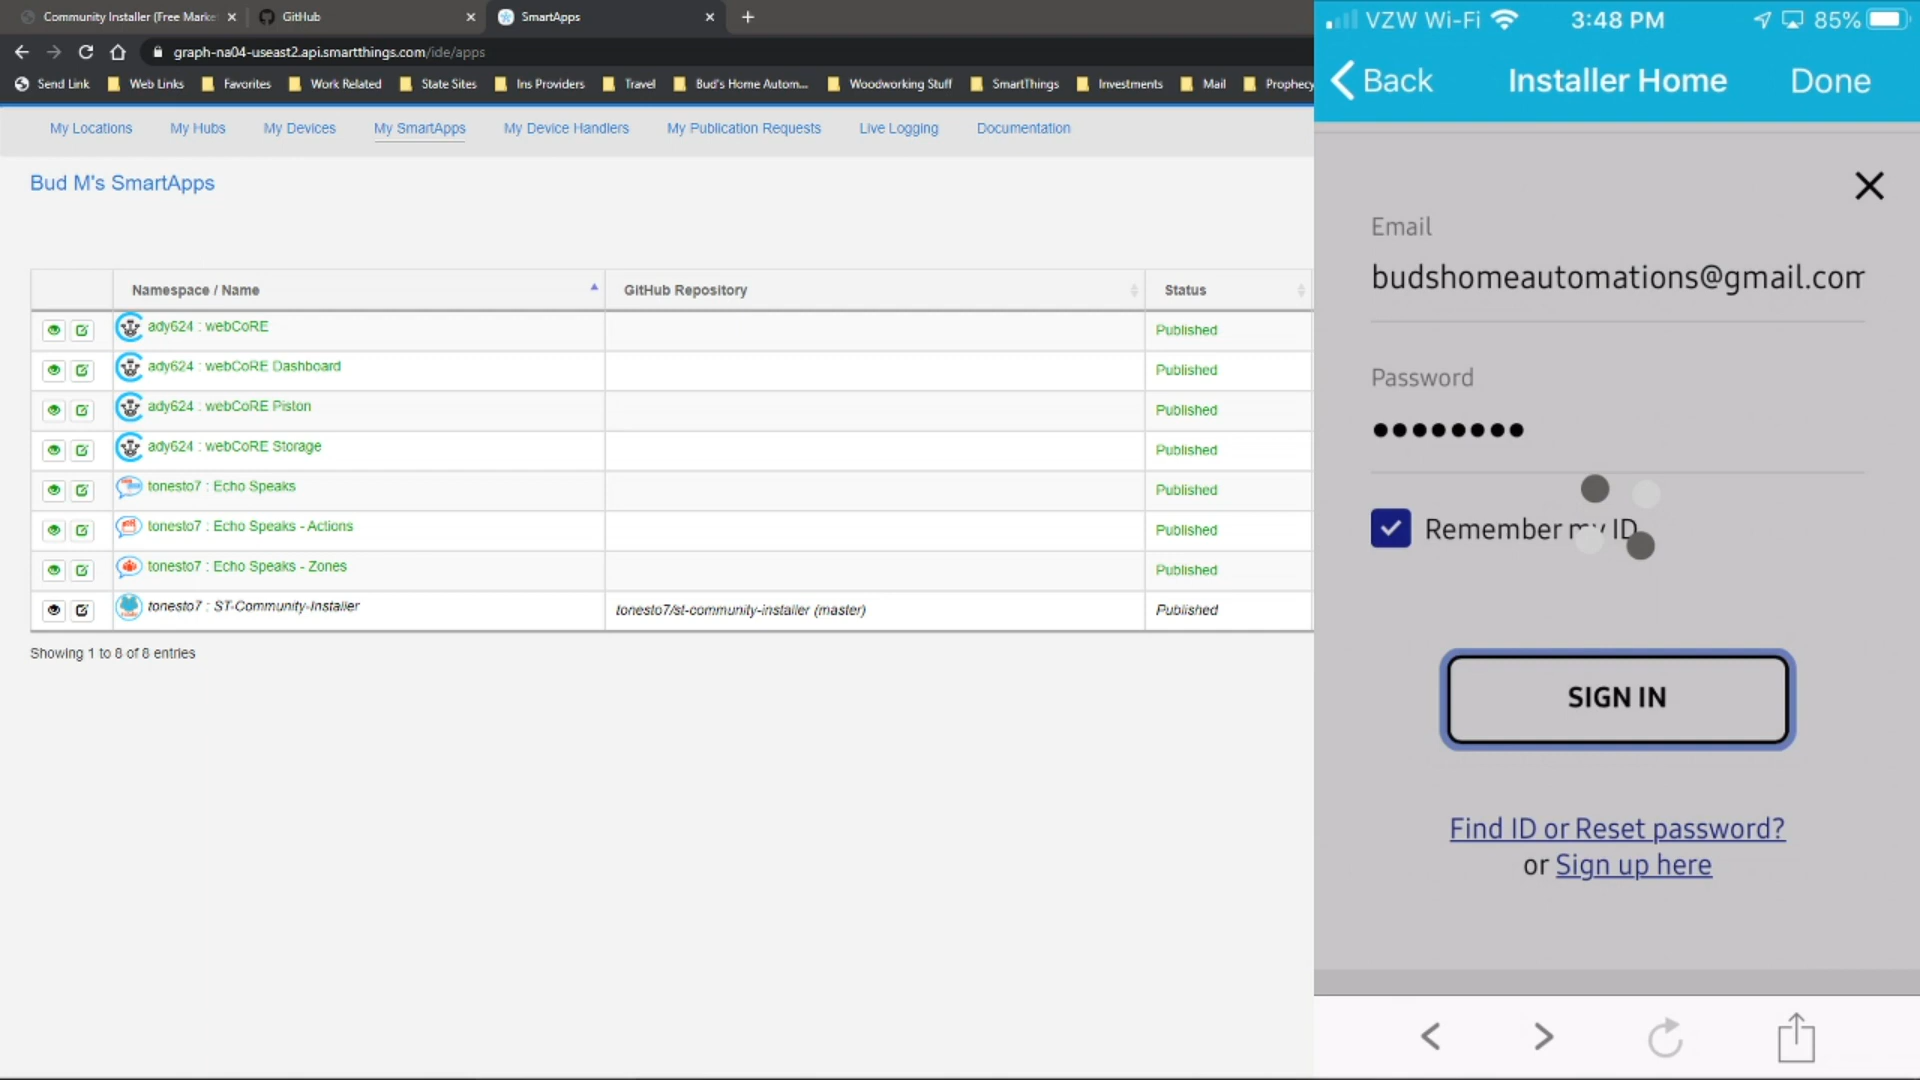 Community Installer (Free Marke
GitHub
SmartApps
graph-na04-useast2.api.smartthings.com/ide/apps
Send Link
Web Links
Favorites
Work Related
State Sites
Ins Providers
Travel
Bud's Home Autom...
Woodworking Stuff
SmartThings
Investments
Mail
Prophecy
My Locations
My Hubs
My Devices
My SmartApps
My Device Handlers
My Publication Requests
Live Logging
Documentation
Bud M's SmartApps
Namespace / Name
GitHub Repository
Status
ady624 : webCoRE
Published
ady624 : webCoRE Dashboard
Published
ady624 : webCoRE Piston
Published
ady624 : webCoRE Storage
Published
tonesto7 : Echo Speaks
Published
tonesto7 : Echo Speaks - Actions
Published
tonesto7 : Echo Speaks - Zones
Published
tonesto7 : ST-Community-Installer
tonesto7/st-community-installer (master)
Published
Showing 1 to 8 of 8 entries
VZW Wi-Fi
3:48 PM
85%
Back
Installer Home
Done
Email
budshomeautomations@gmail.com
Password
Remember my ID
SIGN IN
Find ID or Reset password?
or Sign up here